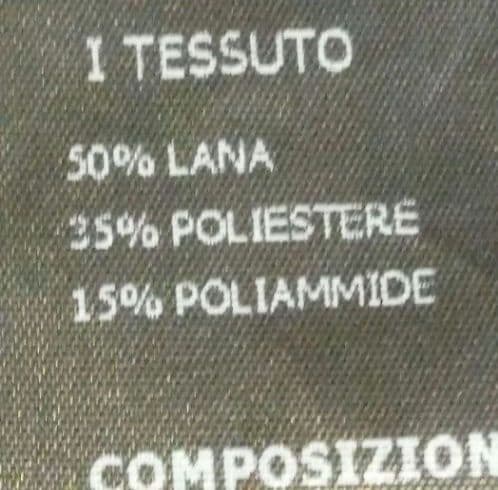 I TESSUTO
50% LANA
35% POLIESTERE
15% POLIAMMIDE
COMPOSIZION